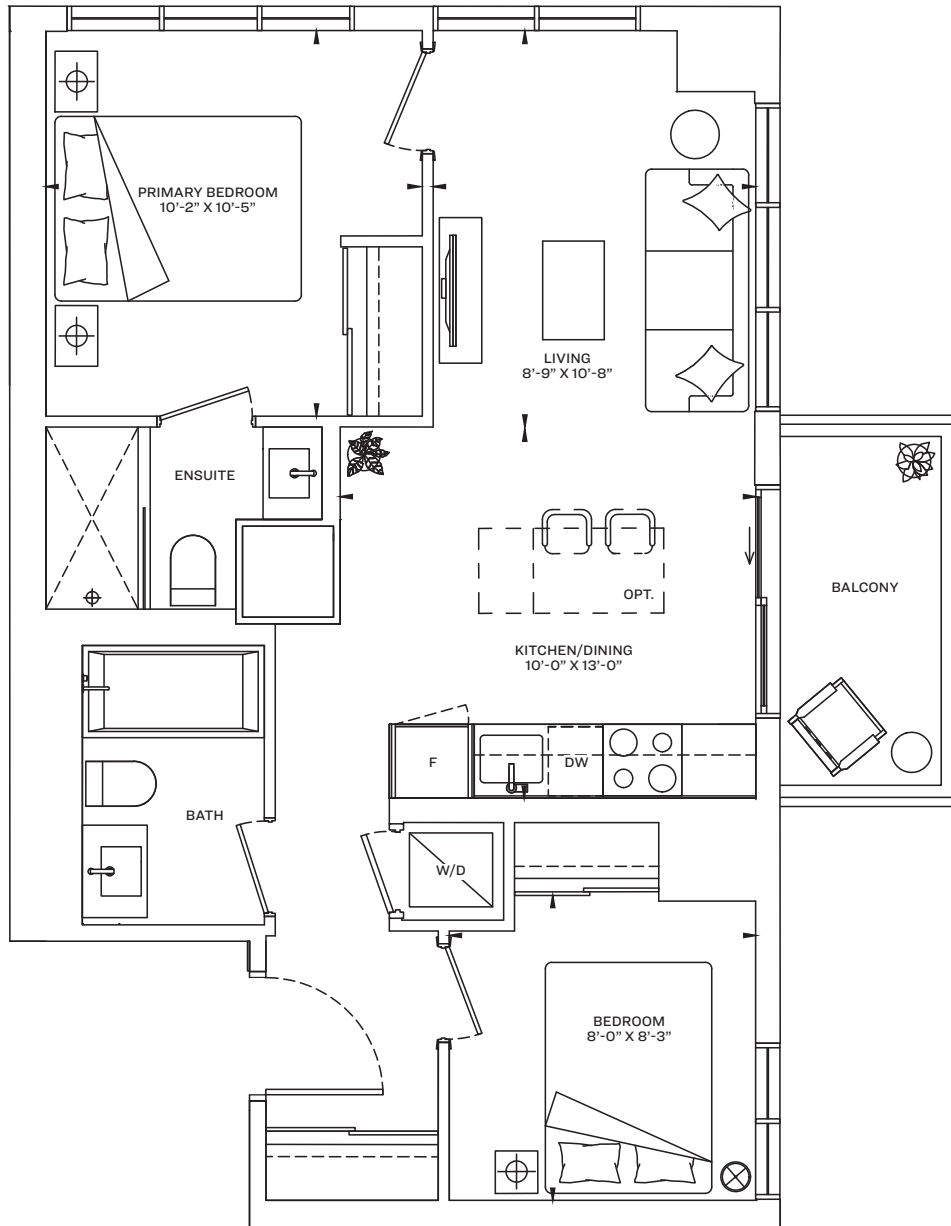 PRIMARY BEDROOM
10'-2" X 10'-5"
LIVING
8'-9" X 10'-8"
ENSUITE
OPT.
BALCONY
KITCHEN/DINING
10'-0" X 13'-0"
F
DW
BATH
W/D
BEDROOM
8'-0" X 8'-3"